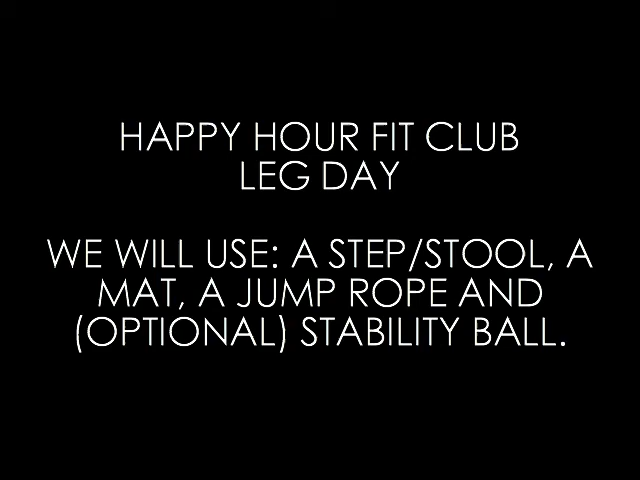 HAPPY HOUR FIT CLUB
LEG DAY
WE WILL USE: A STEP/STOOL, A
MAT, A JUMP ROPE AND
(OPTIONAL) STABILITY BALL.